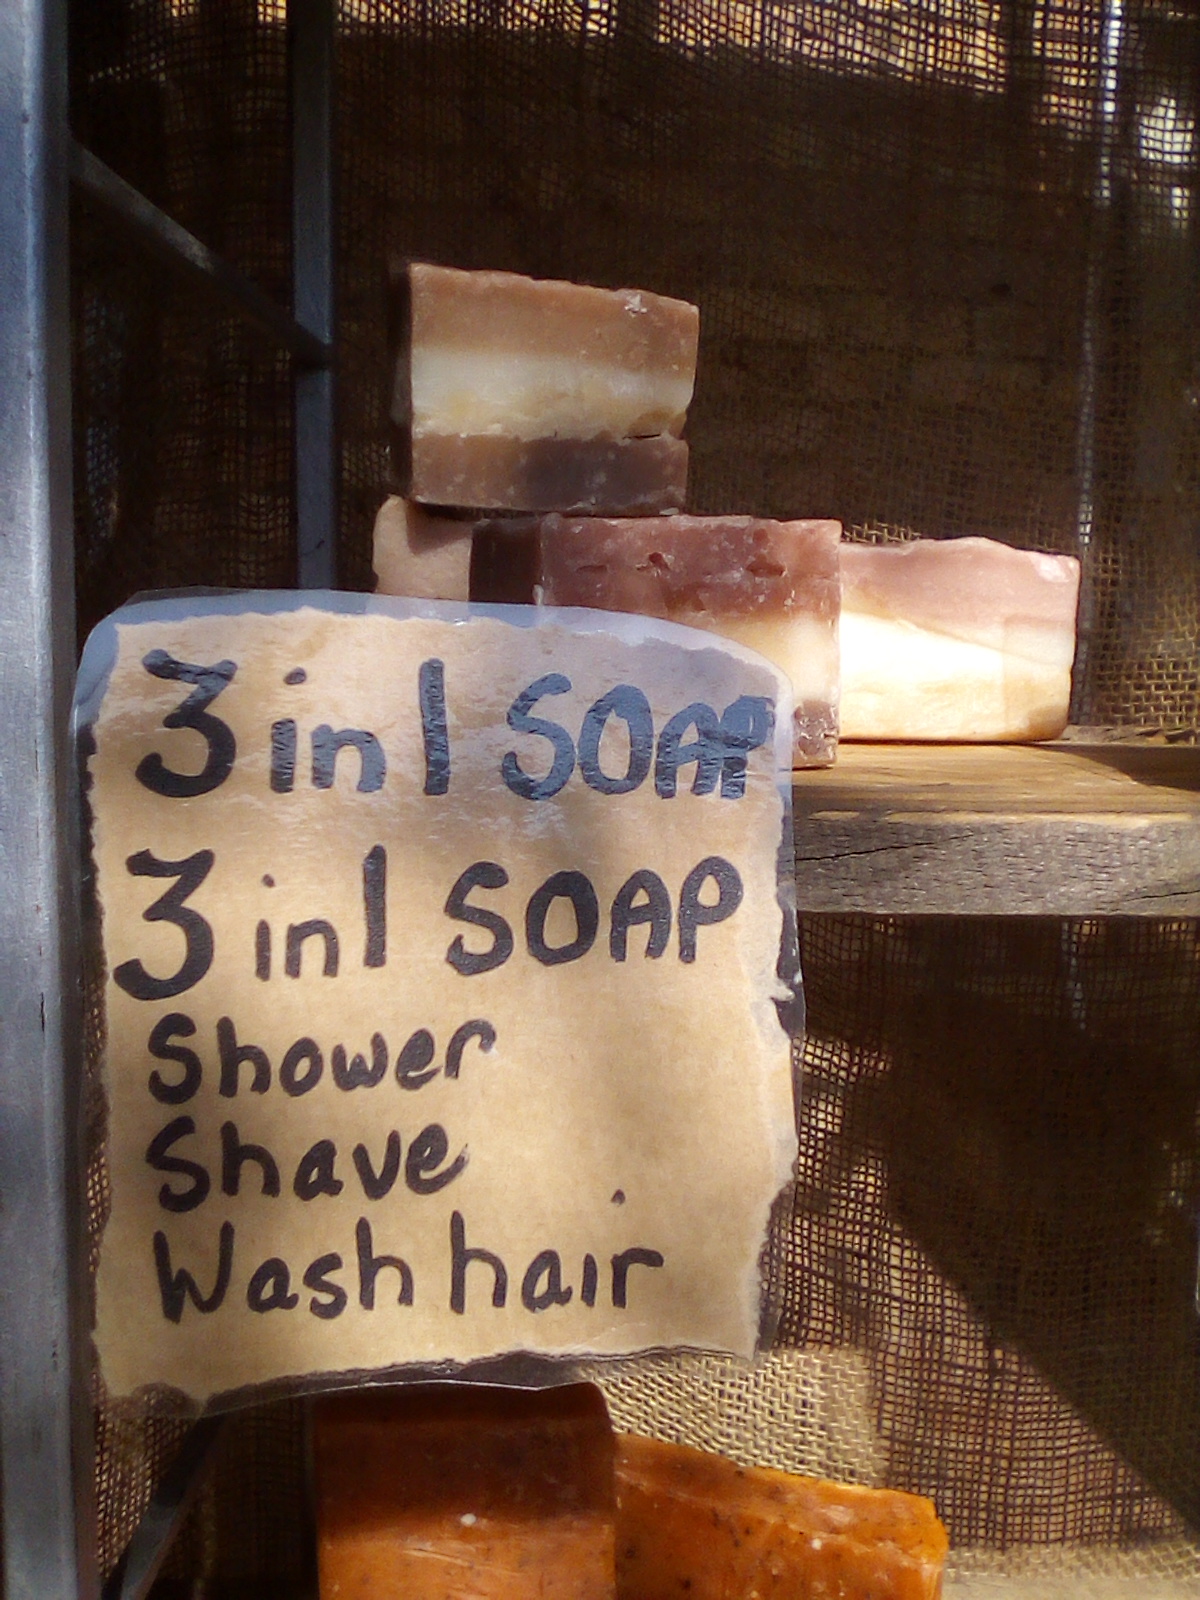 3 in 1 SOAP
3 in 1 SOAP
Shower
Shave
Wash hair